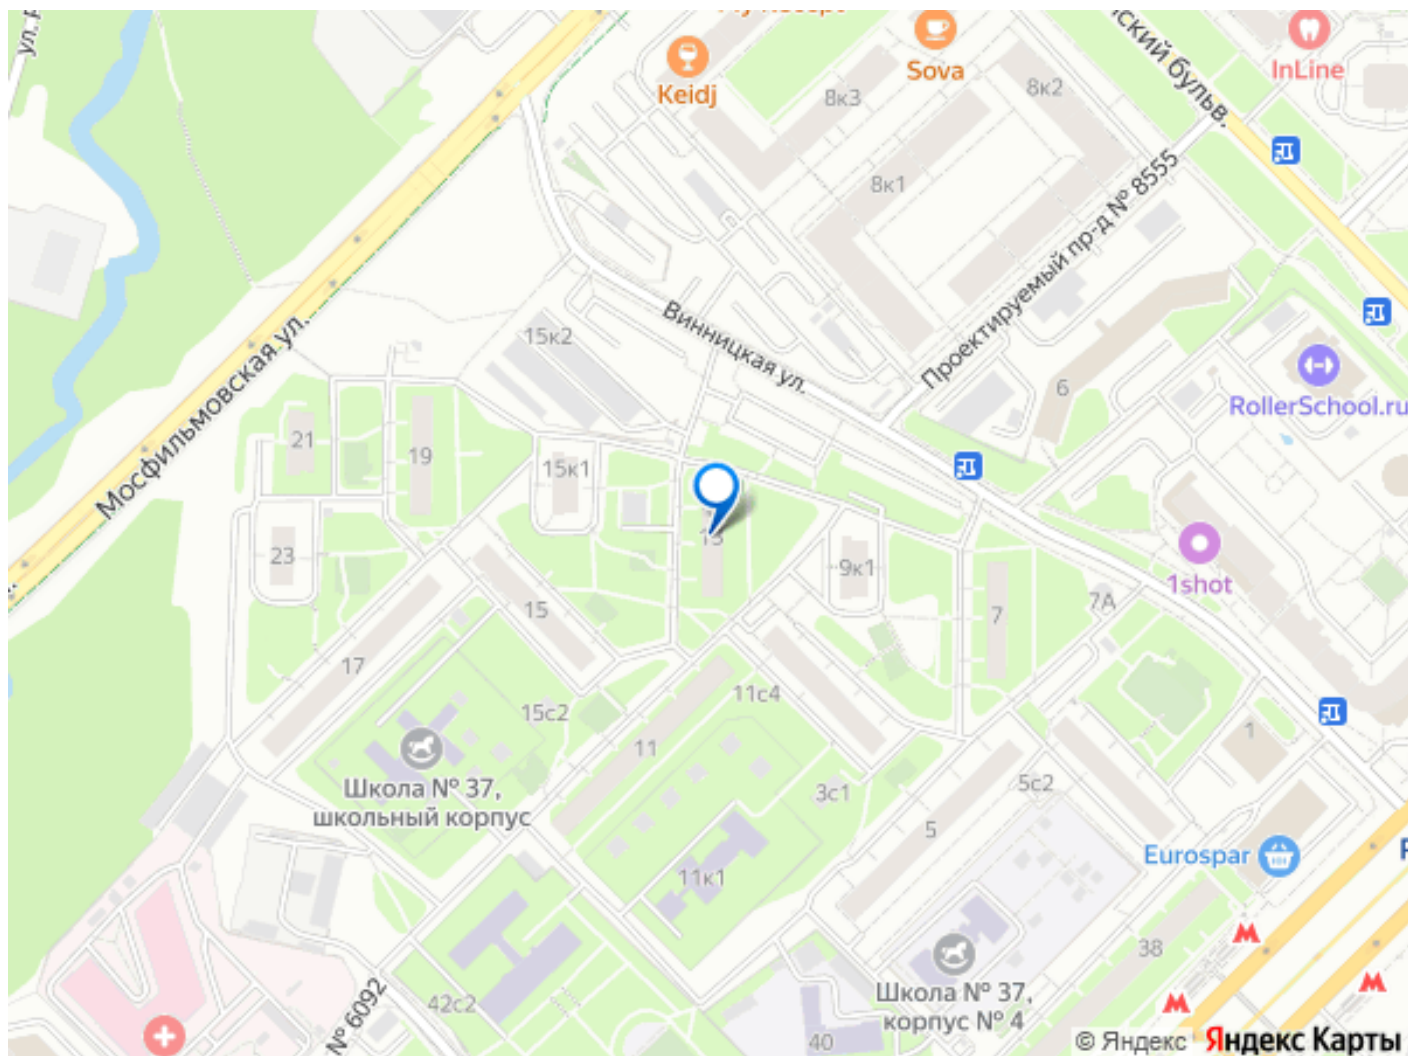 ул.
Keidj
Sova
InLine
ский бульв.
8к3
8к2
8к1
Проектируемый пр-д № 8555
Винницкая ул.
15к2
Мосфильмовская ул.
6
RollerSchool.ru
21
19
15к1
13
23
15
9к1
7
7А
1shot
17
11с4
15с2
11
1
Школа № 37,
школьный корпус
3с1
5с2
5
Eurospar
11к1
38
42с2
№ 6092
Школа № 37,
корпус № 4
40
© Яндекс Яндекс Карты